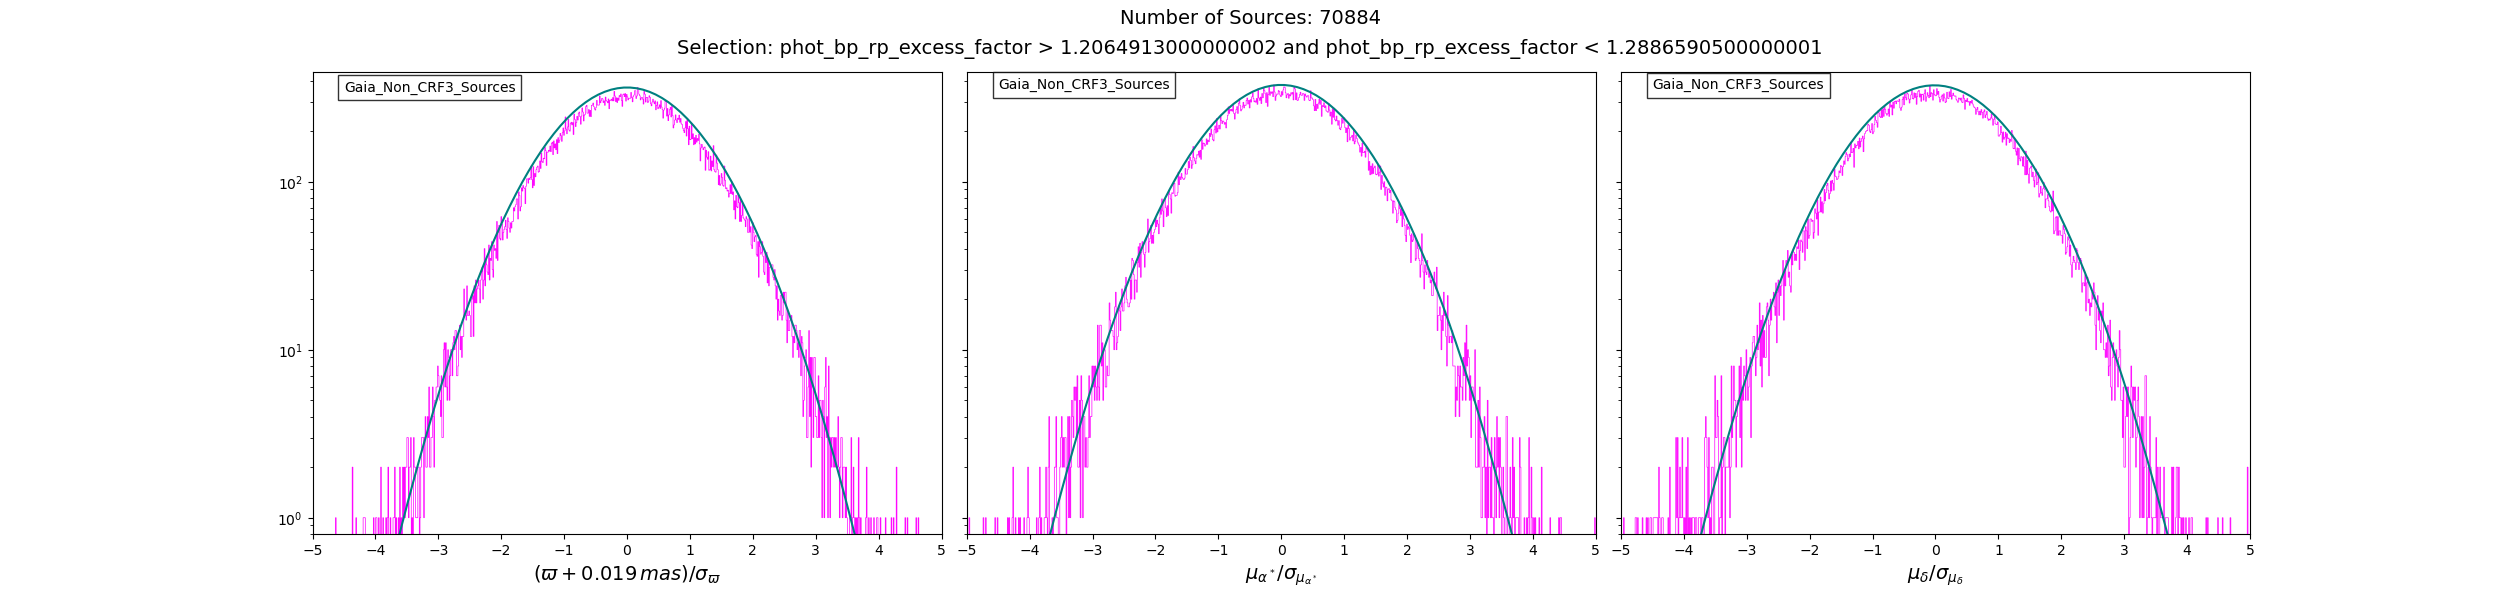 Number of Sources: 70884
Selection: phot_bp_rp_excess_factor > 1.2064913000000002 and phot_bp_rp_excess_factor < 1.2886590500000001
Gaia_Non_CRF3_Sources
Gaia_Non_CRF3_Sources
Gaia_Non_CRF3_Sources
10²
10¹
10⁰
−5 −4 −3 −2 −1 0 1 2 3 4 5
−5 −4 −3 −2 −1 0 1 2 3 4 5
−5 −4 −3 −2 −1 0 1 2 3 4 5
(ϖ + 0.019 mas)/σ_ϖ
μ_α*/σ_μ_α*
μ_δ/σ_μ_δ